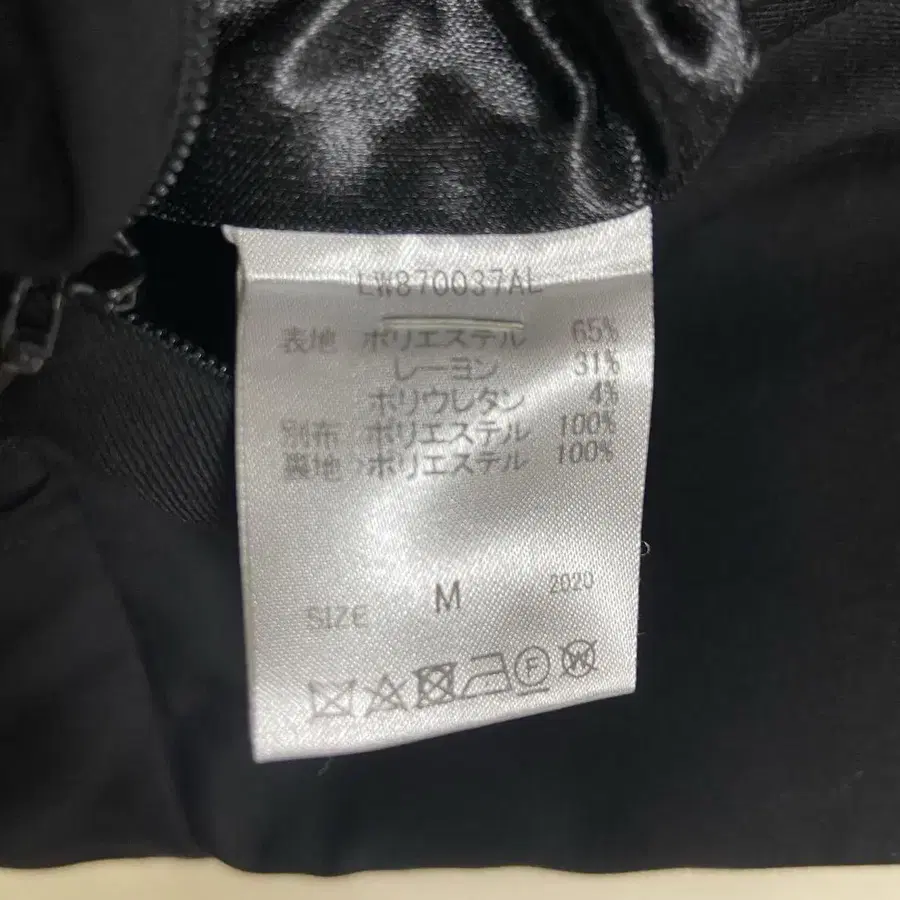 LW870037AL
表地 ポリエステル 65%
レーヨン 31%
ポリウレタン 4%
別布 ポリエステル 100%
裏地 ポリエステル 100%
SIZE M 2020
F W